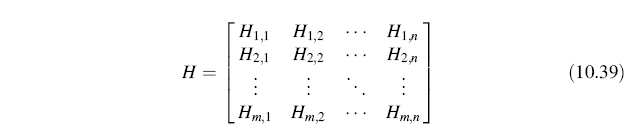 H_{1,1} H_{1,2} ⋯ H_{1,n}
H_{2,1} H_{2,2} ⋯ H_{2,n}
H = ⋮ ⋮ ⋱ ⋮ (10.39)
H_{m,1} H_{m,2} ⋯ H_{m,n}